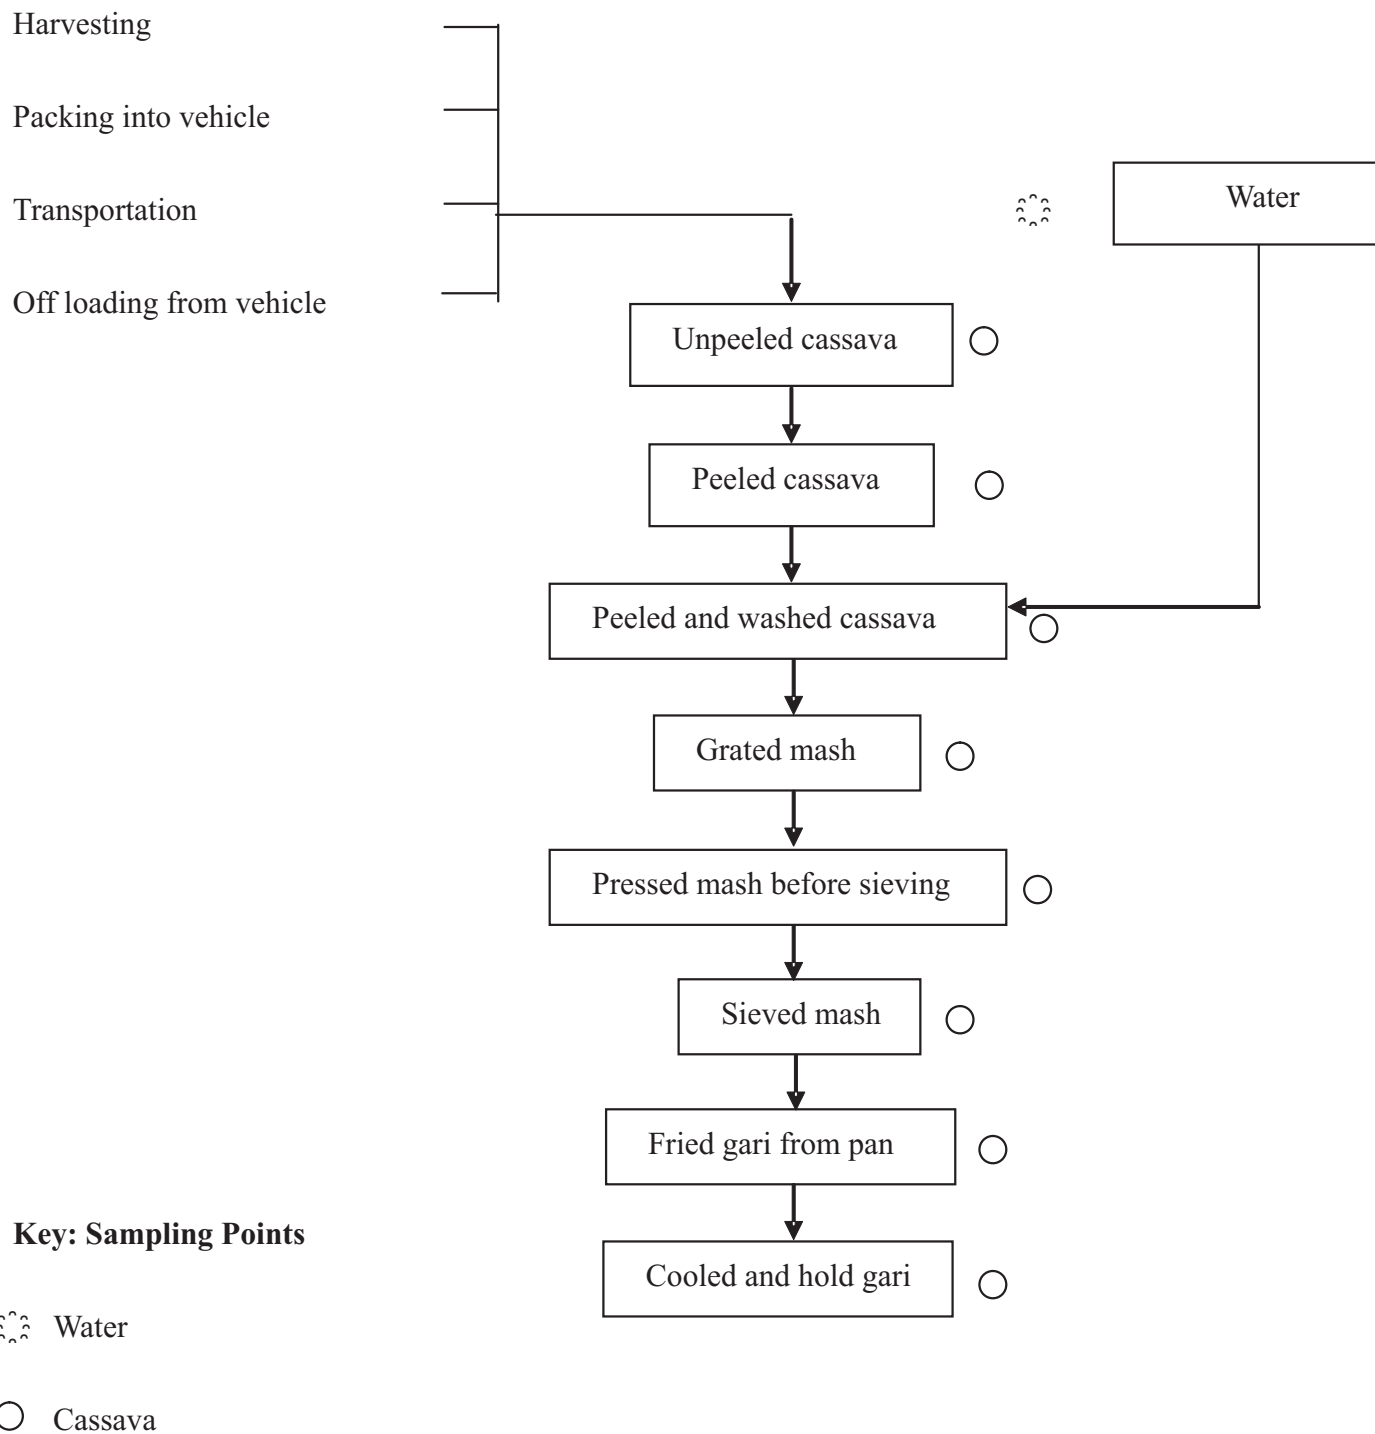 Harvesting
Packing into vehicle
Transportation
Off loading from vehicle
Water
Unpeeled cassava
Peeled cassava
Peeled and washed cassava
Grated mash
Pressed mash before sieving
Sieved mash
Fried gari from pan
Cooled and hold gari
Key: Sampling Points
Water
Cassava